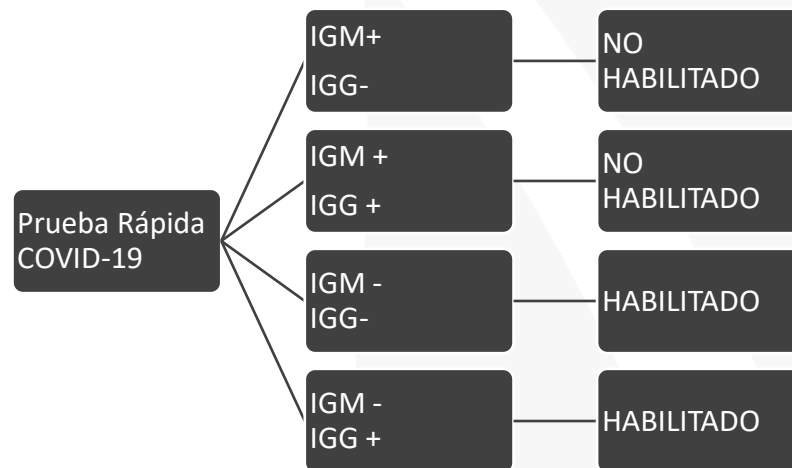 Prueba Rápida
COVID-19
IGM+
IGG-
NO
HABILITADO
IGM +
IGG +
NO
HABILITADO
IGM -
IGG-
HABILITADO
IGM -
IGG +
HABILITADO